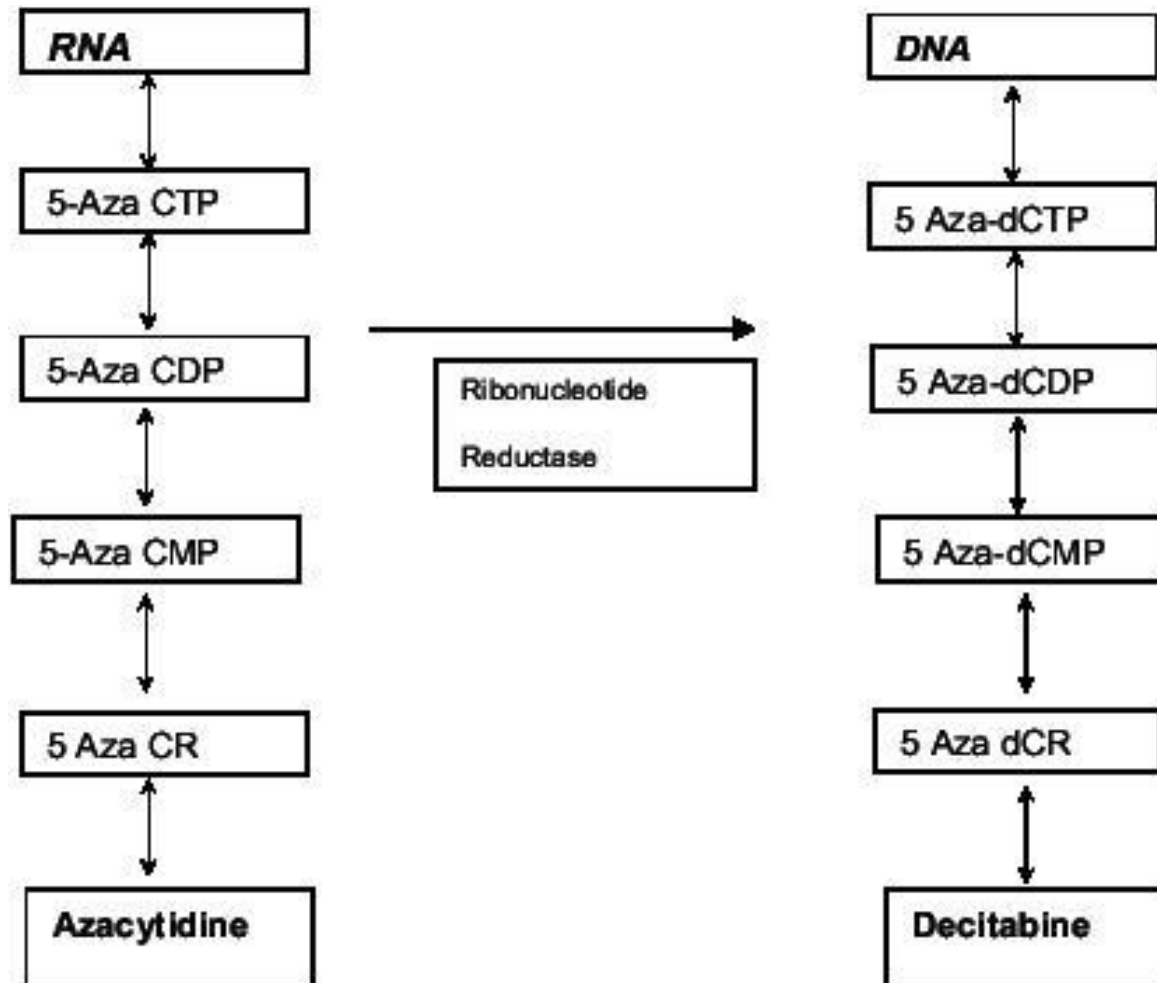 RNA
5-Aza CTP
5-Aza CDP
5-Aza CMP
5 Aza CR
Azacytidine
Ribonucleotide
Reductase
DNA
5 Aza-dCTP
5 Aza-dCDP
5 Aza-dCMP
5 Aza dCR
Decitabine